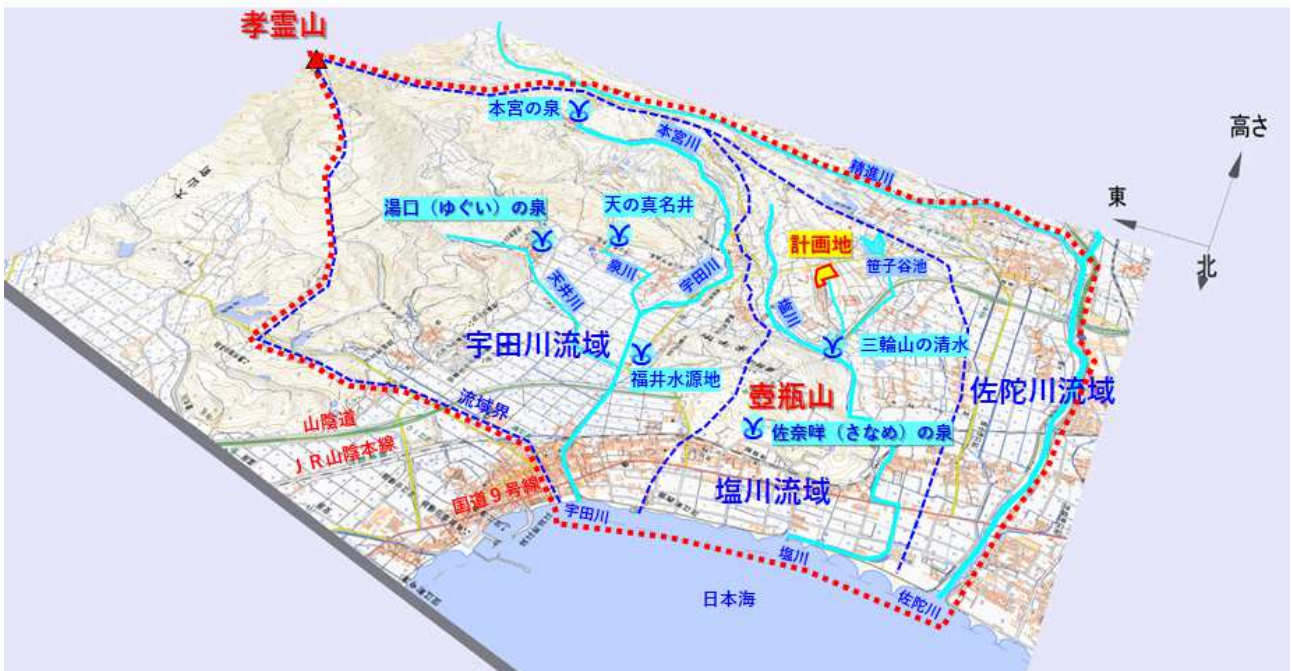 孝霊山
本宮の泉
本宮川
精進川
高さ
東
北
大山町
湯口（ゆぐい）の泉
天の真名井
計画地
笹子谷池
泉川
宇田川
天井川
塩川
宇田川流域
三輪山の清水
福井水源地
壺瓶山
佐陀川流域
流域界
佐奈咩（さなめ）の泉
山陰道
ＪＲ山陰本線
国道９号線
塩川流域
宇田川
塩川
佐陀川
日本海